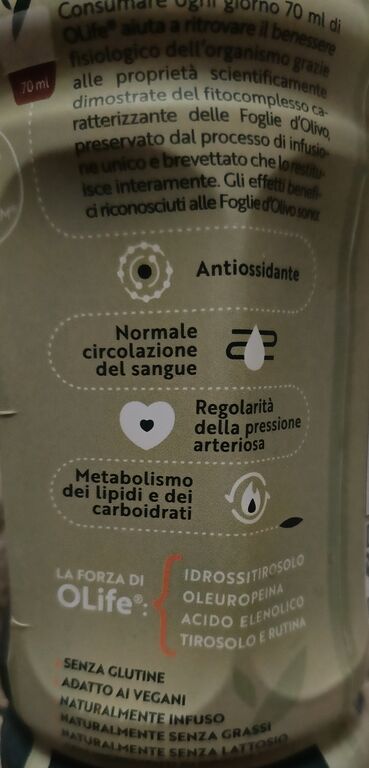 Consumare ogni giorno 70 ml di
OLife® aiuta a ritrovare il benessere
fisiologico dell'organismo grazie
alle proprietà scientificamente
dimostrate del fitocomplesso ca-
ratterizzante delle Foglie d'Olivo,
preservato dal processo di infusio-
ne unico e brevettato che lo restitu-
isce interamente. Gli effetti benefi-
ci riconosciuti alle Foglie d'Olivo sono:
70 ml
Antiossidante
Normale
circolazione
del sangue
Regolarità
della pressione
arteriosa
Metabolismo
dei lipidi e dei
carboidrati
LA FORZA DI
OLife®:
IDROSSITIROSOLO
OLEUROPEINA
ACIDO ELENOLICO
TIROSOLO E RUTINA
SENZA GLUTINE
ADATTO AI VEGANI
NATURALMENTE INFUSO
NATURALMENTE SENZA GRASSI
NATURALMENTE SENZA LATTOSIO